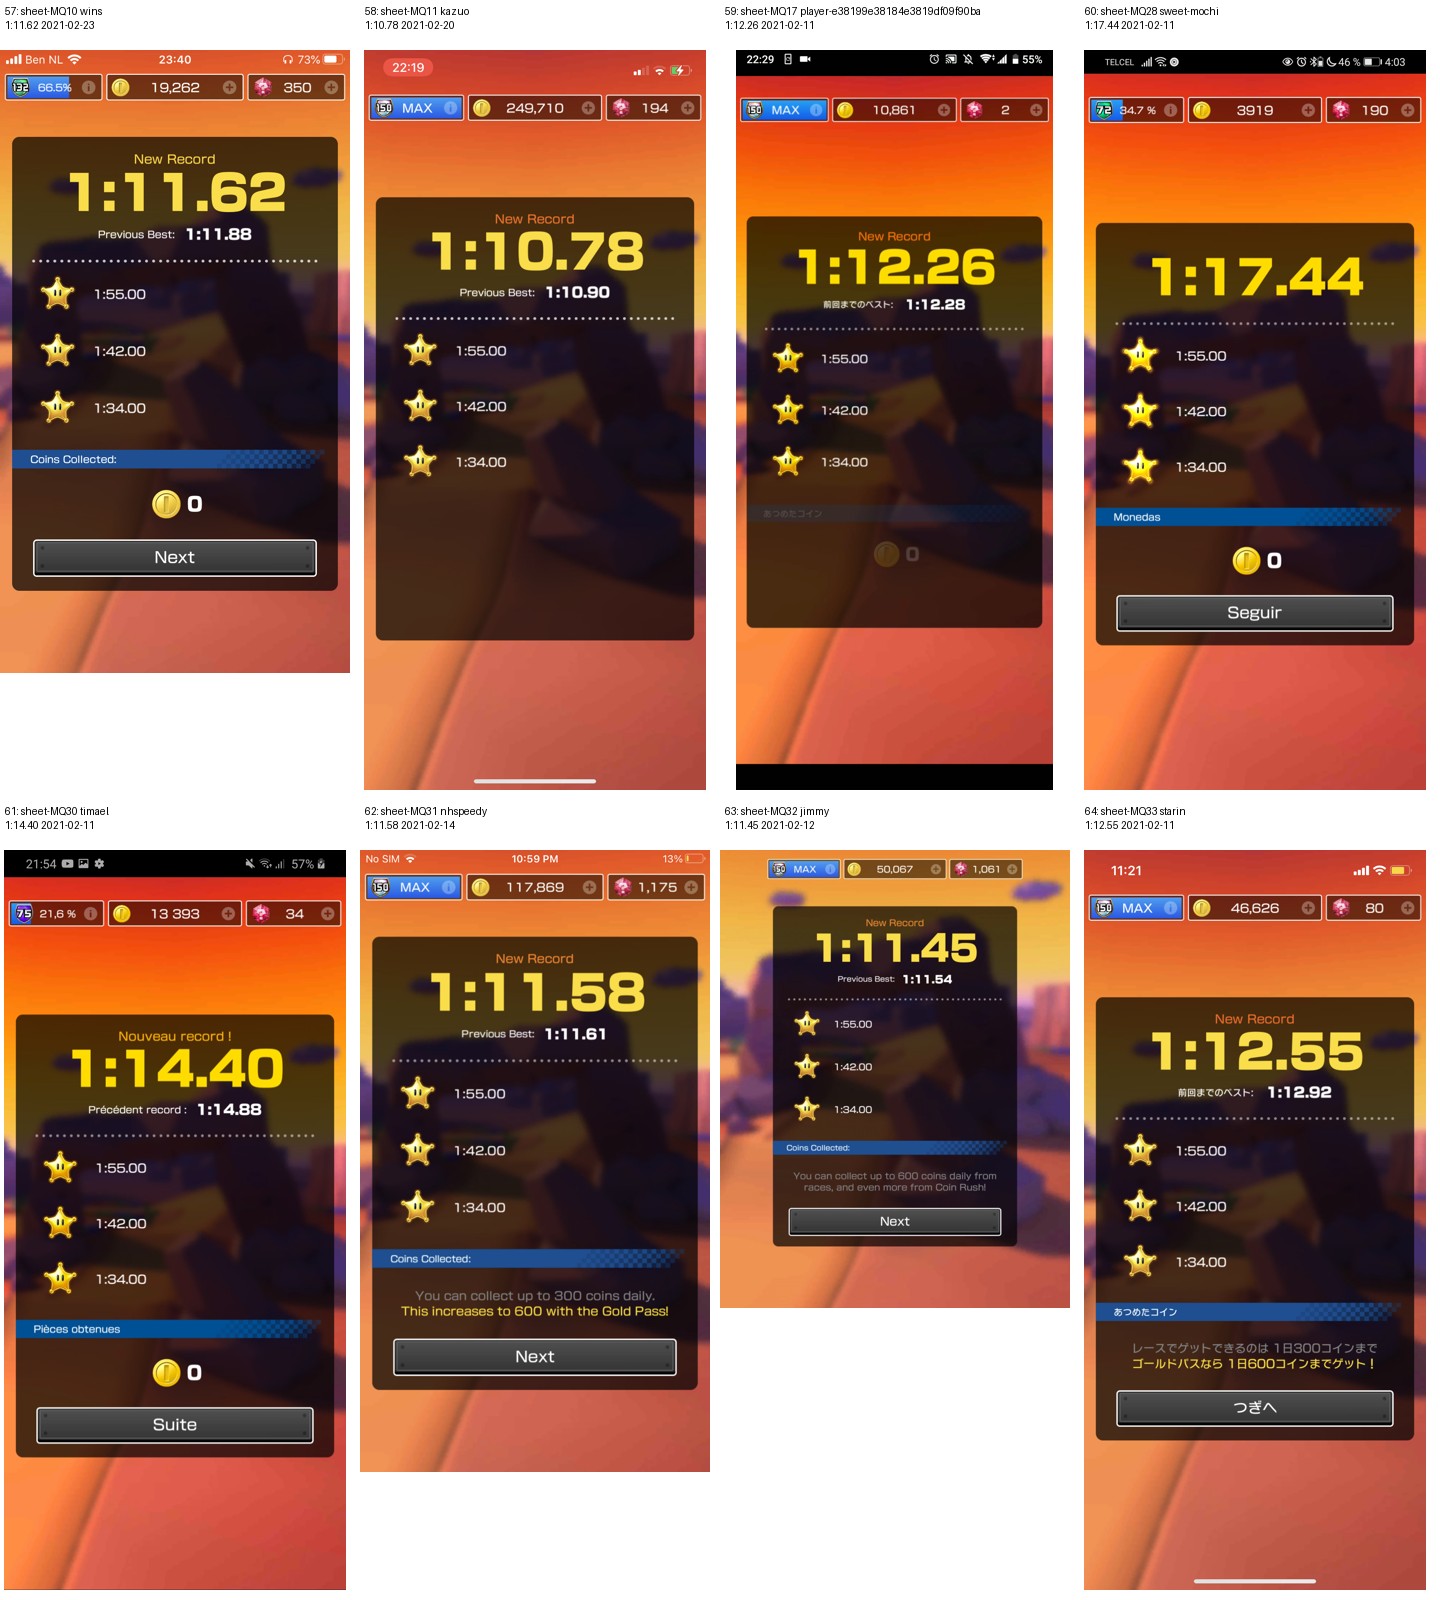 57: sheet-MQ10 wins
1:11.62 2021-02-23
Ben NL 23:40 73%
132 66.5% 19,262 350
New Record
1:11.62
Previous Best: 1:11.88
1:55.00
1:42.00
1:34.00
Coins Collected:
0
Next
58: sheet-MQ11 kazuo
1:10.78 2021-02-20
22:19
150 MAX 249,710 194
New Record
1:10.78
Previous Best: 1:10.90
1:55.00
1:42.00
1:34.00
59: sheet-MQ17 player-e38199e38184e3819df09f90ba
1:12.26 2021-02-11
22:29 55%
150 MAX 10,861 2
New Record
1:12.26
前回までのベスト: 1:12.28
1:55.00
1:42.00
1:34.00
あつめたコイン
0
60: sheet-MQ28 sweet-mochi
1:17.44 2021-02-11
TELCEL 46 % 4:03
72 34.7 % 3919 190
1:17.44
1:55.00
1:42.00
1:34.00
Monedas
0
Seguir
61: sheet-MQ30 timael
1:14.40 2021-02-11
21:54 57%
75 21,6 % 13 393 34
Nouveau record !
1:14.40
Précédent record : 1:14.88
1:55.00
1:42.00
1:34.00
Pièces obtenues
0
Suite
62: sheet-MQ31 nhspeedy
1:11.58 2021-02-14
No SIM 10:59 PM 13%
150 MAX 117,869 1,175
New Record
1:11.58
Previous Best: 1:11.61
1:55.00
1:42.00
1:34.00
Coins Collected:
You can collect up to 300 coins daily.
This increases to 600 with the Gold Pass!
Next
63: sheet-MQ32 jimmy
1:11.45 2021-02-12
150 MAX 50,067 1,061
New Record
1:11.45
Previous Best: 1:11.54
1:55.00
1:42.00
1:34.00
Coins Collected:
You can collect up to 600 coins daily from
races, and even more from Coin Rush!
Next
64: sheet-MQ33 starin
1:12.55 2021-02-11
11:21
150 MAX 46,626 80
New Record
1:12.55
前回までのベスト: 1:12.92
1:55.00
1:42.00
1:34.00
あつめたコイン
レースでゲットできるのは 1日300コインまで
ゴールドパスなら 1日600コインまでゲット！
つぎへ